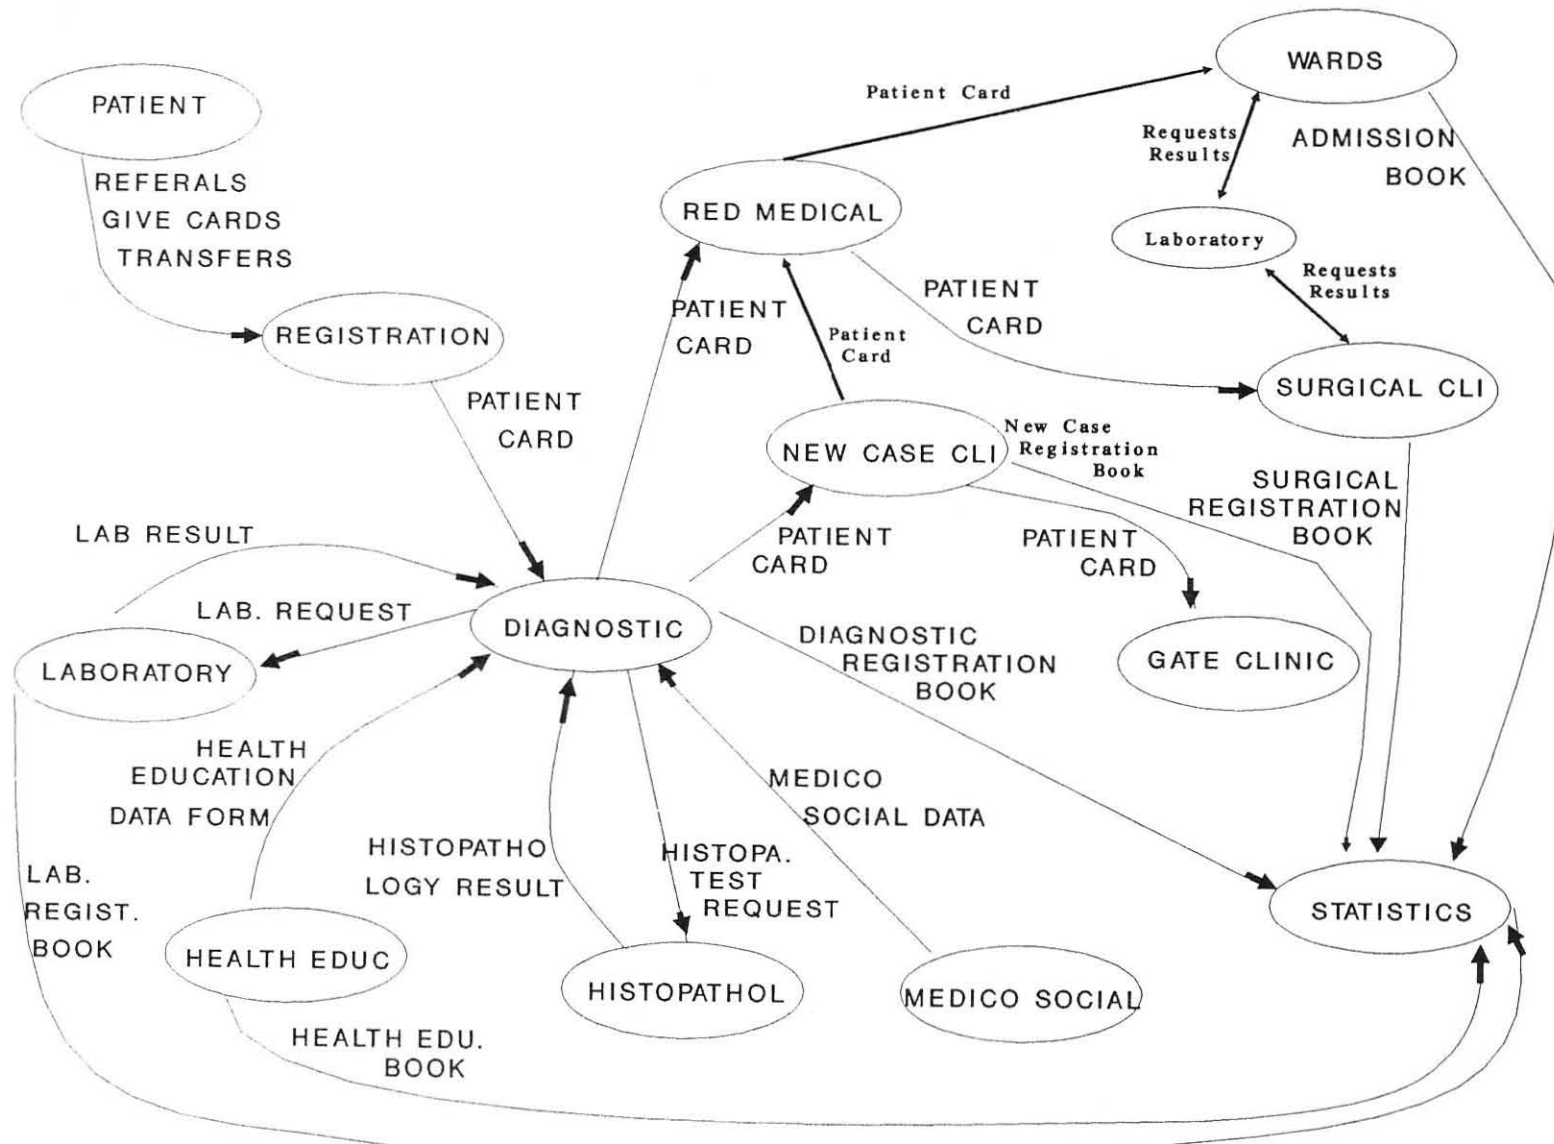 WARDS
Patient Card
PATIENT
Requests
Results
ADMISSION
BOOK
REFERALS
GIVE CARDS
TRANSFERS
RED MEDICAL
Laboratory
Requests
Results
PATIENT
CARD
PATIENT
CARD
Patient
Card
REGISTRATION
SURGICAL CLI
PATIENT
CARD
New Case
Registration
Book
NEW CASE CLI
SURGICAL
REGISTRATION
BOOK
LAB RESULT
PATIENT
CARD
PATIENT
CARD
LAB. REQUEST
DIAGNOSTIC
DIAGNOSTIC
REGISTRATION
BOOK
GATE CLINIC
LABORATORY
HEALTH
EDUCATION
DATA FORM
MEDICO
SOCIAL DATA
HISTOPATHO
LOGY RESULT
HISTOPA.
TEST
REQUEST
LAB.
REGIST.
BOOK
STATISTICS
HEALTH EDUC
HISTOPATHOL
MEDICO SOCIAL
HEALTH EDU.
BOOK